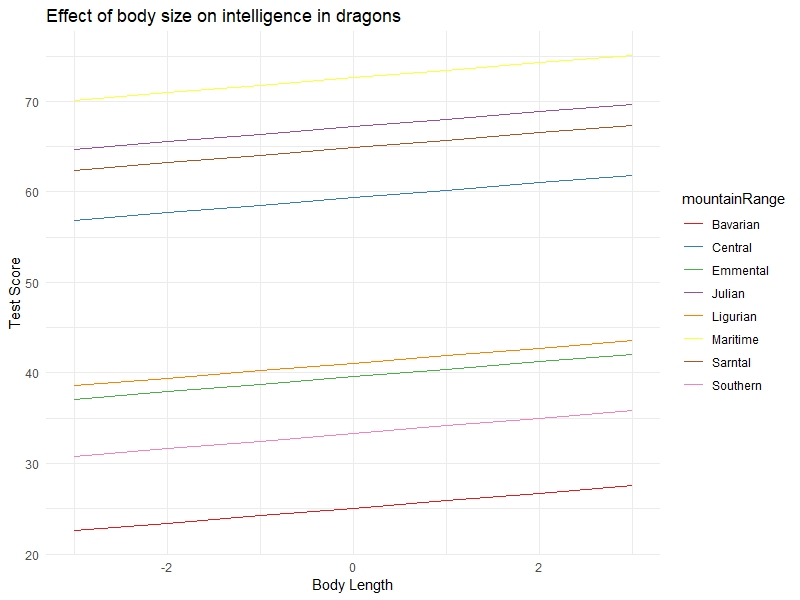 Effect of body size on intelligence in dragons
Test Score
70
60
50
40
30
20
-2
0
2
Body Length
mountainRange
Bavarian
Central
Emmental
Julian
Ligurian
Maritime
Sarntal
Southern